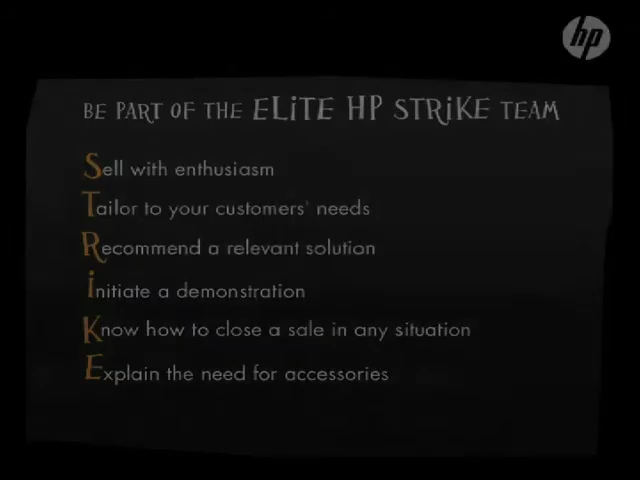 hp
BE PART OF THE ELiTE HP STRiKE TEAM
Sell with enthusiasm
Tailor to your customers' needs
Recommend a relevant solution
initiate a demonstration
Know how to close a sale in any situation
Explain the need for accessories